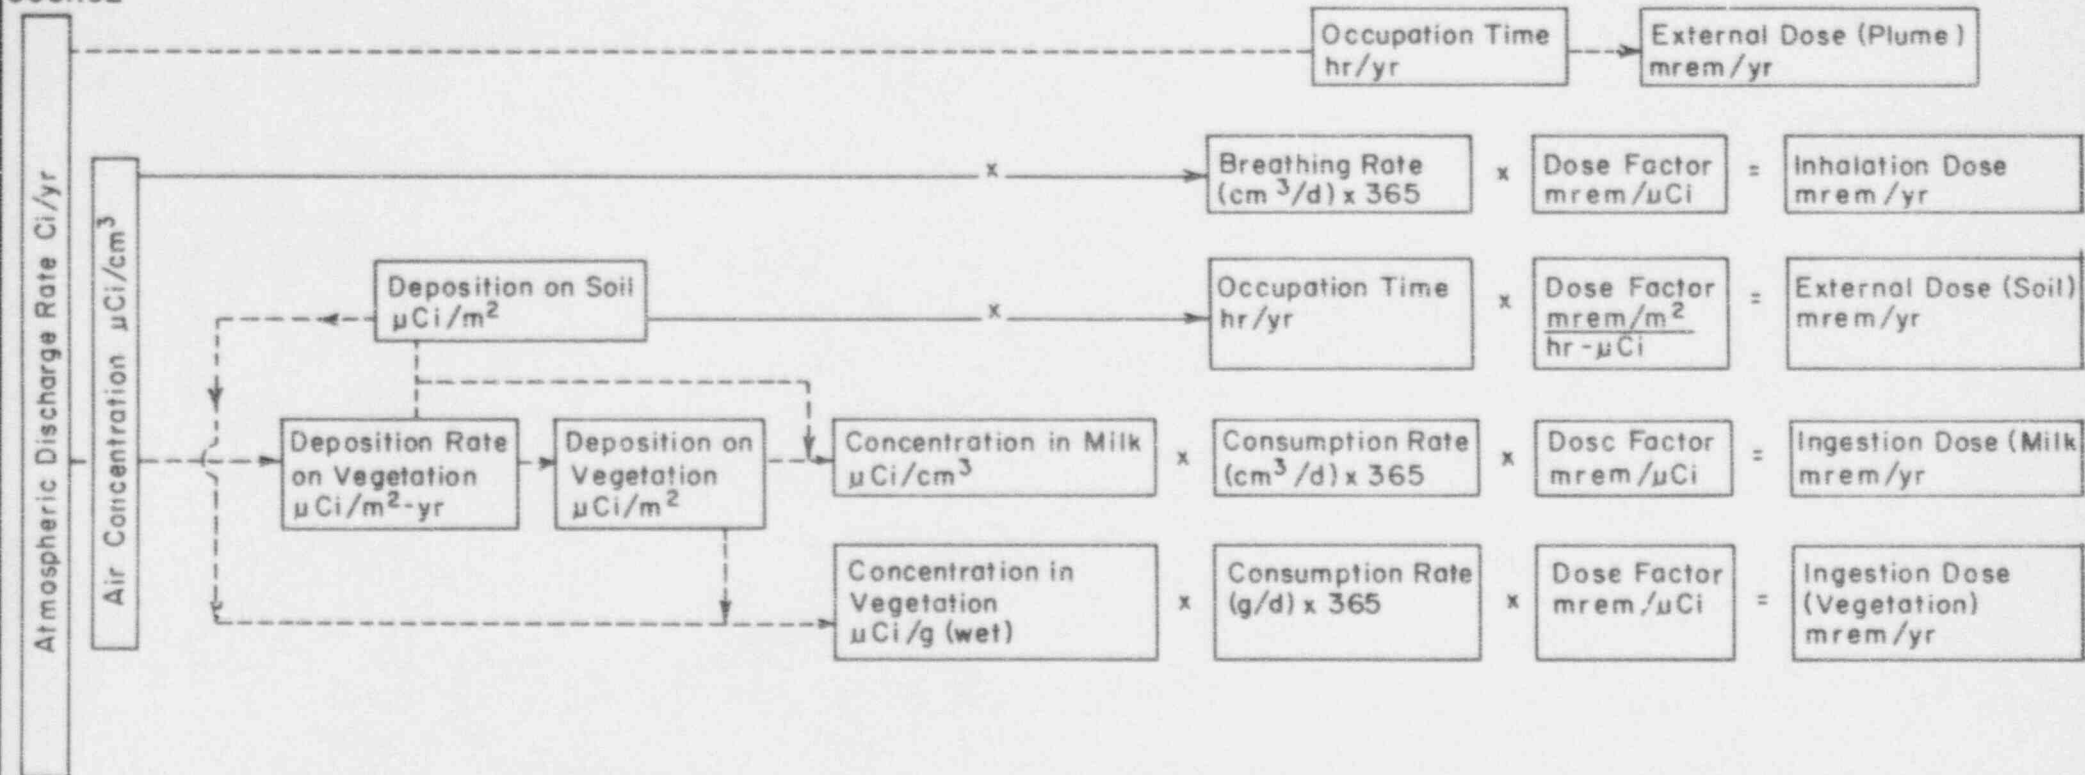 Atmospheric Discharge Rate Ci/yr
Air Concentration μCi/cm³
Occupation Time
hr/yr
External Dose (Plume)
mrem/yr
x
Breathing Rate
(cm³/d) x 365
x
Dose Factor
mrem/μCi
=
Inhalation Dose
mrem/yr
Deposition on Soil
μCi/m²
x
Occupation Time
hr/yr
x
Dose Factor
mrem/m²
hr-μCi
=
External Dose (Soil)
mrem/yr
Deposition Rate
on Vegetation
μCi/m²-yr
Deposition on
Vegetation
μCi/m²
Concentration in Milk
μCi/cm³
x
Consumption Rate
(cm³/d) x 365
x
Dosc Factor
mrem/μCi
=
Ingestion Dose (Milk
mrem/yr
Concentration in
Vegetation
μCi/g (wet)
x
Consumption Rate
(g/d) x 365
x
Dose Factor
mrem/μCi
=
Ingestion Dose
(Vegetation)
mrem/yr